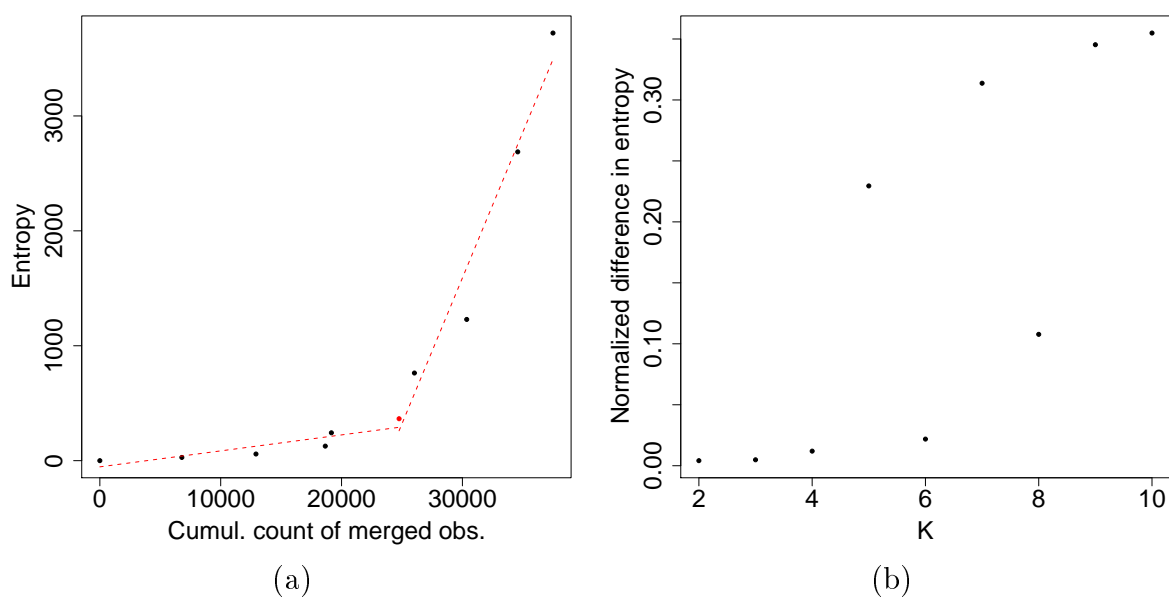 Entropy
0 1000 2000 3000
0 10000 20000 30000
Cumul. count of merged obs.
(a)
Normalized difference in entropy
0.00 0.10 0.20 0.30
2 4 6 8 10
K
(b)